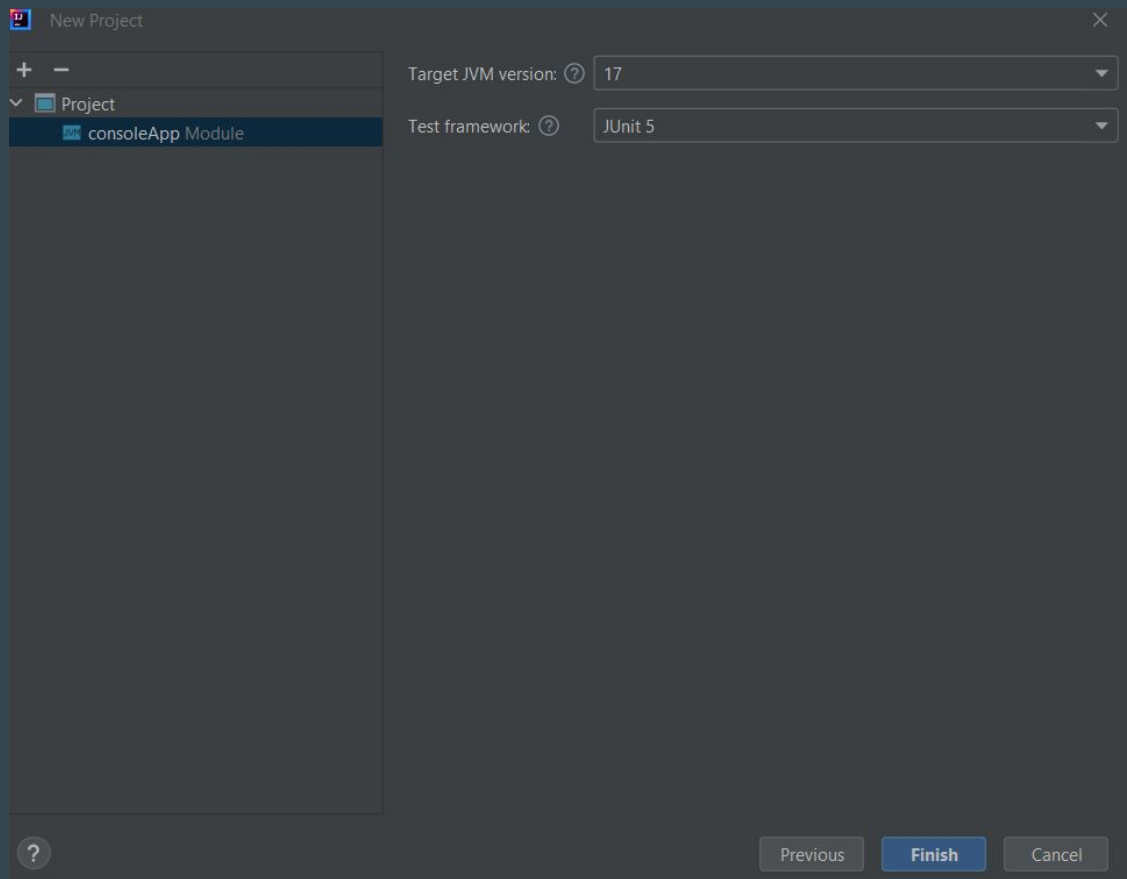 New Project
Project
consoleApp Module
Target JVM version: ? 17
Test framework: ? JUnit 5
? Previous Finish Cancel